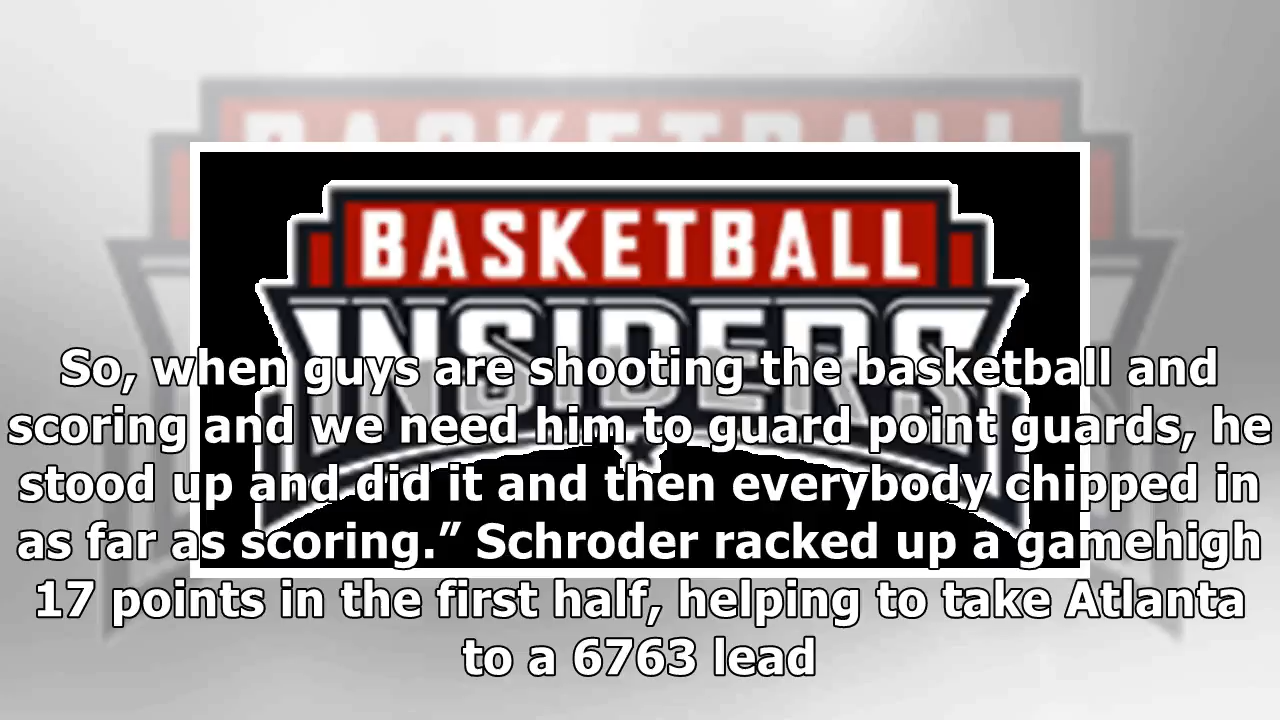 BASKETBALL
BASKETBALL
INSIDERS
So, when guys are shooting the basketball and
scoring and we need him to guard point guards, he
stood up and did it and then everybody chipped in
as far as scoring.” Schroder racked up a gamehigh
17 points in the first half, helping to take Atlanta
to a 6763 lead